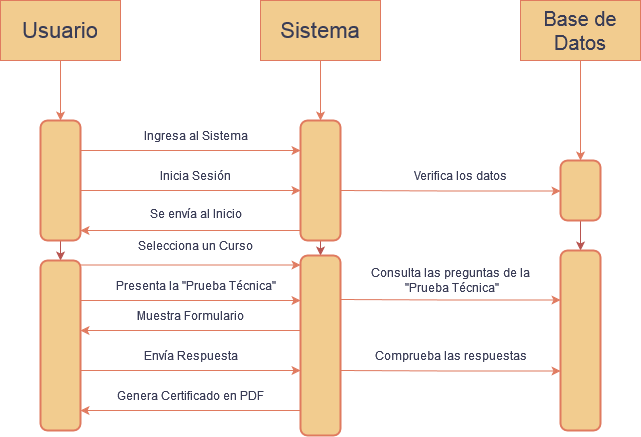 Usuario
Sistema
Base de
Datos
Ingresa al Sistema
Inicia Sesión
Verifica los datos
Se envía al Inicio
Selecciona un Curso
Presenta la "Prueba Técnica"
Consulta las preguntas de la
"Prueba Técnica"
Muestra Formulario
Envía Respuesta
Comprueba las respuestas
Genera Certificado en PDF